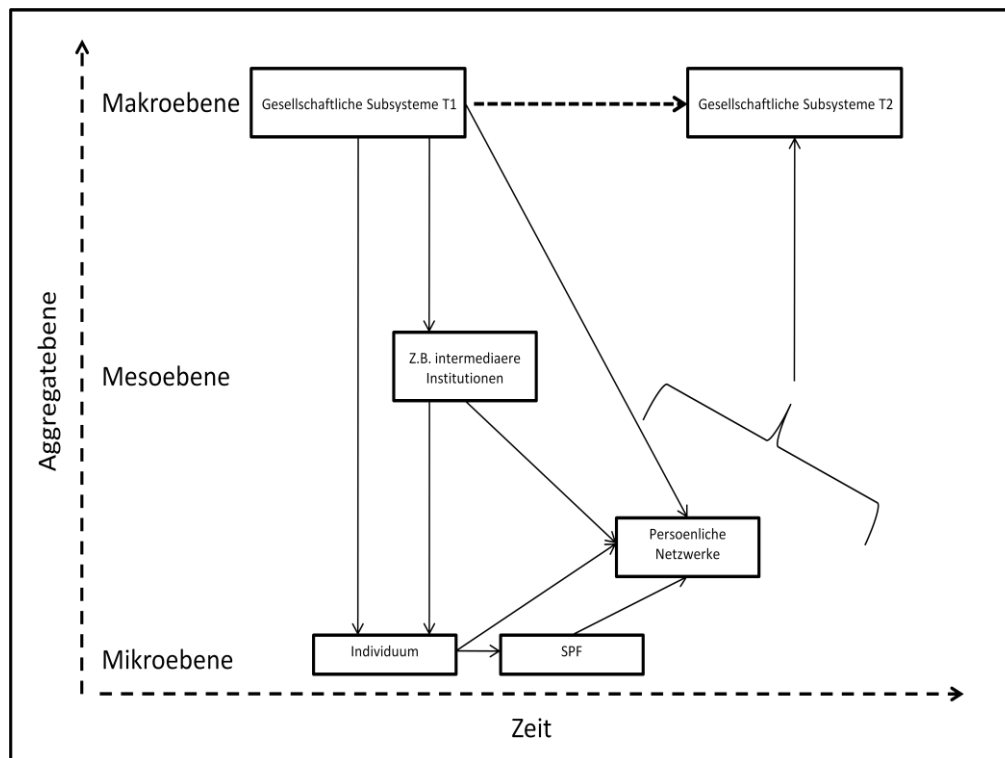 Makroebene
Gesellschaftliche Subsysteme T1
Gesellschaftliche Subsysteme T2
Aggregatebene
Mesoebene
Z.B. intermediaere
Institutionen
Persoenliche
Netzwerke
Mikroebene
Individuum
SPF
Zeit